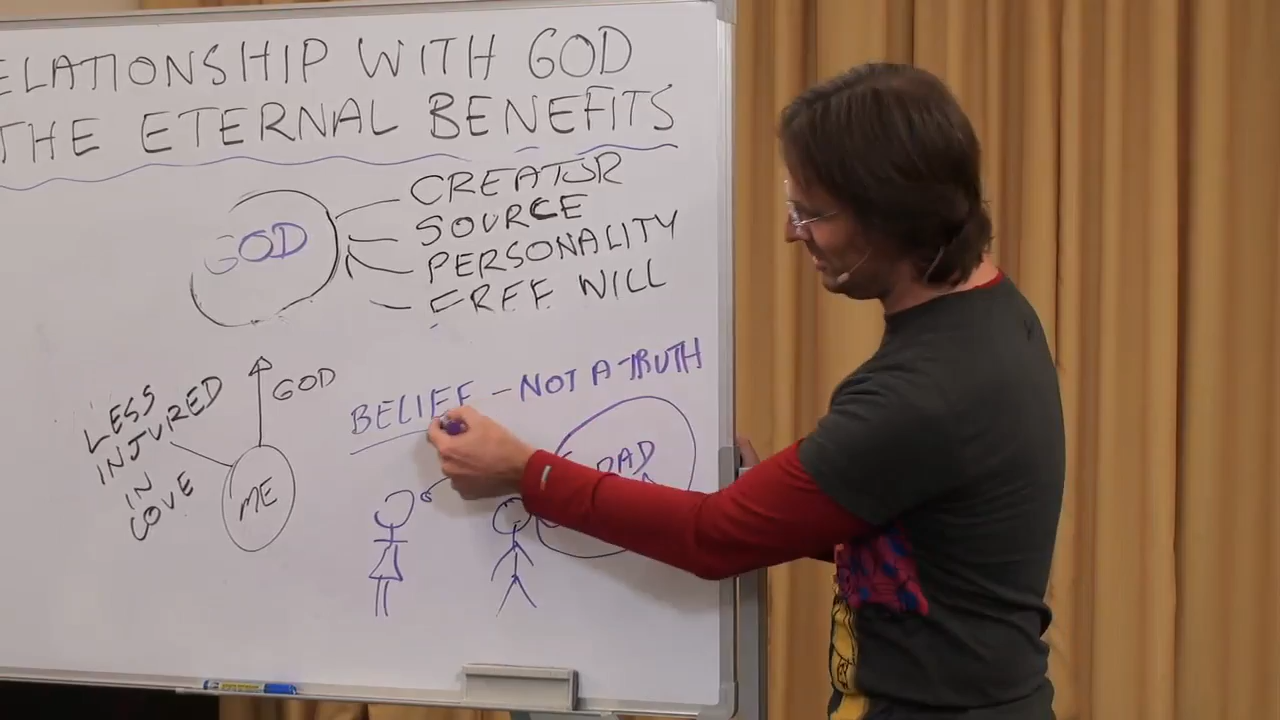 ELATIONSHIP WITH GOD
THE ETERNAL BENEFITS
GOD
CREATOR
SOURCE
PERSONALITY
FREE WILL
LESS
INJURED
IN
LOVE
GOD
ME
BELIEF - NOT A TRUTH
DAD